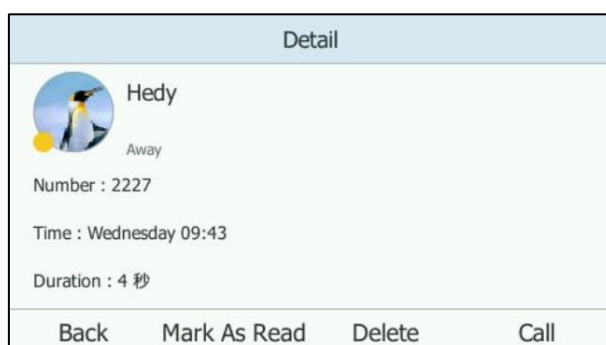 Detail
Hedy
Away
Number : 2227
Time : Wednesday 09:43
Duration : 4 秒
Back Mark As Read Delete Call